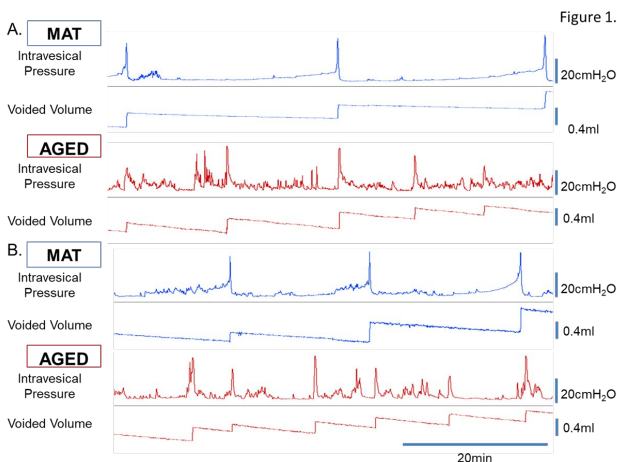 Figure 1.
A.
MAT
Intravesical
Pressure
20cmH₂O
Voided Volume
0.4ml
AGED
Intravesical
Pressure
20cmH₂O
Voided Volume
0.4ml
B.
MAT
Intravesical
Pressure
20cmH₂O
Voided Volume
0.4ml
AGED
Intravesical
Pressure
20cmH₂O
Voided Volume
0.4ml
20min